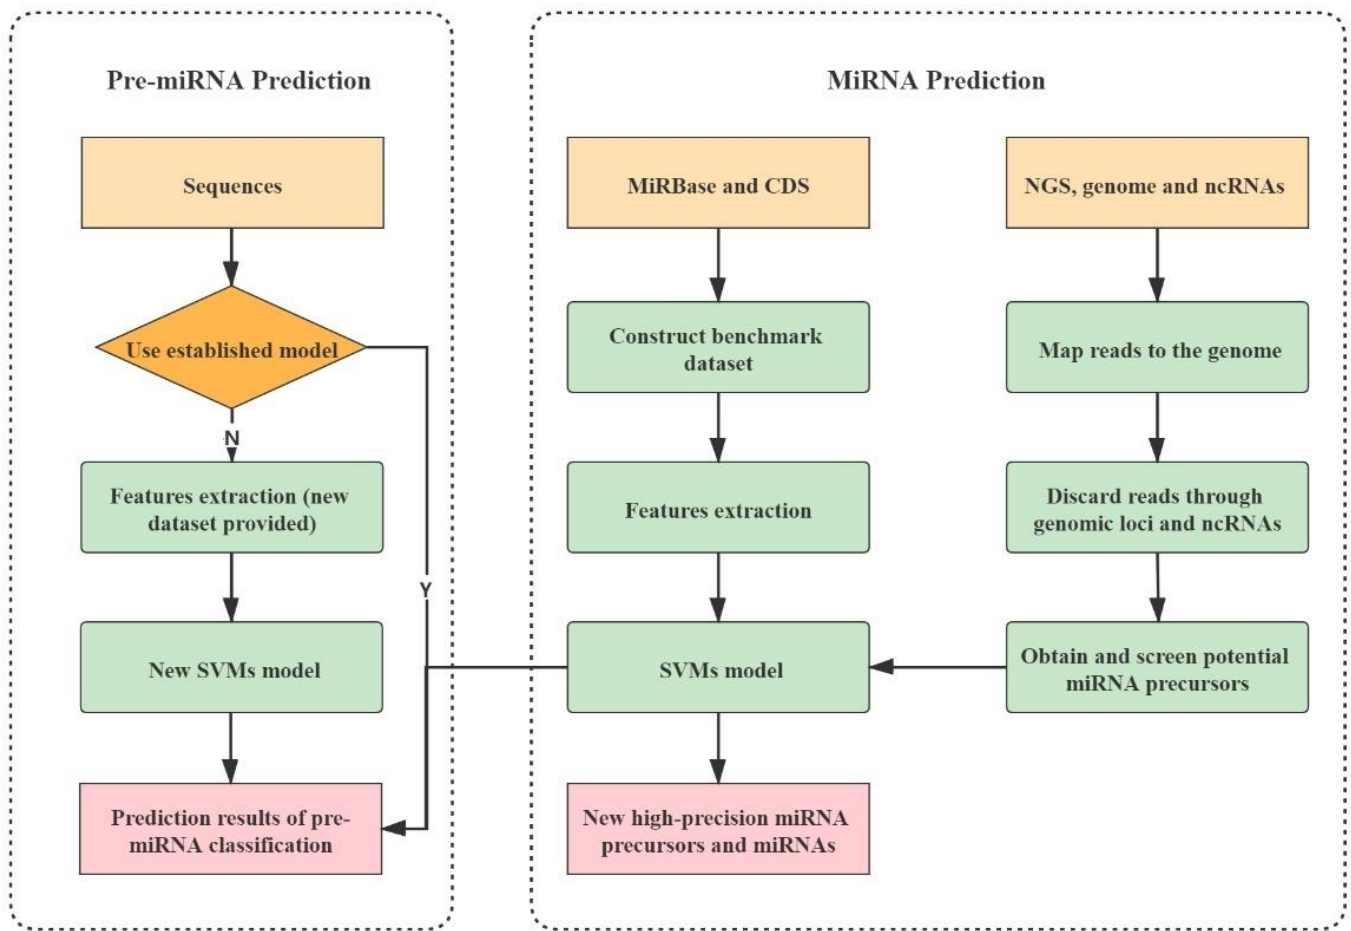 Pre-miRNA Prediction
Sequences
Use established model
N
Y
Features extraction (new
dataset provided)
New SVMs model
Prediction results of pre-
miRNA classification
MiRNA Prediction
MiRBase and CDS
Construct benchmark
dataset
Features extraction
SVMs model
New high-precision miRNA
precursors and miRNAs
NGS, genome and ncRNAs
Map reads to the genome
Discard reads through
genomic loci and ncRNAs
Obtain and screen potential
miRNA precursors